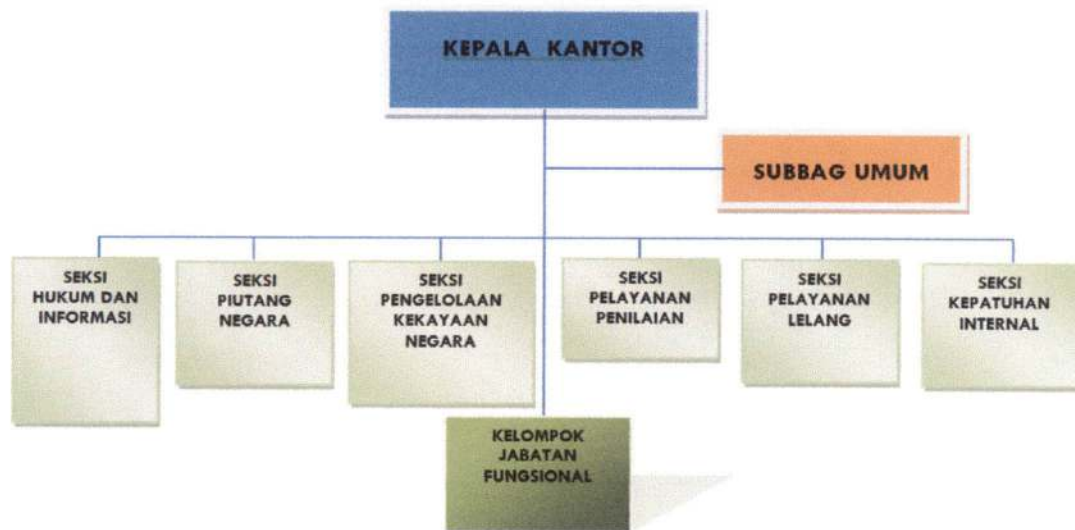 KEPALA KANTOR
SUBBAG UMUM
SEKSI
HUKUM DAN
INFORMASI
SEKSI
PIUTANG
NEGARA
SEKSI
PENGELOLAAN
KEKAYAAN
NEGARA
SEKSI
PELAYANAN
PENILAIAN
SEKSI
PELAYANAN
LELANG
SEKSI
KEPATUHAN
INTERNAL
KELOMPOK
JABATAN
FUNGSIONAL